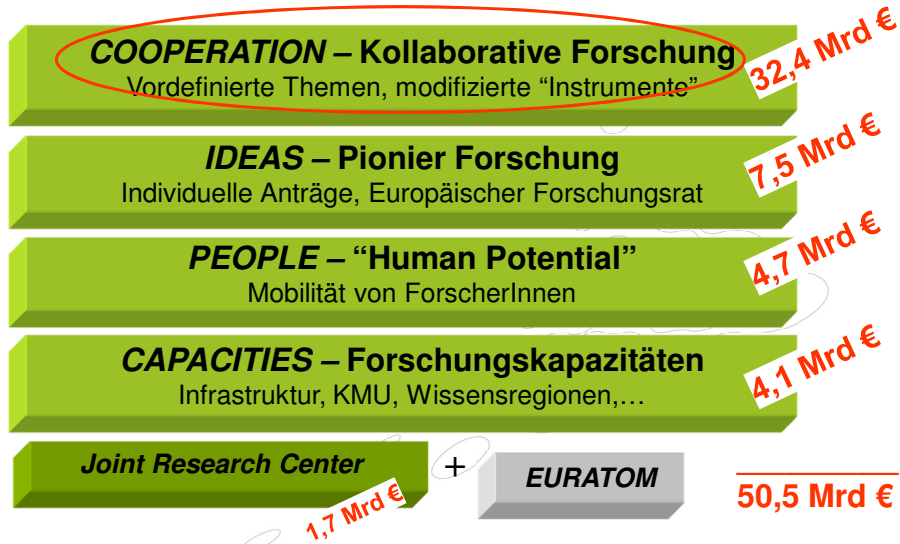 COOPERATION – Kollaborative Forschung
Vordefinierte Themen, modifizierte “Instrumente”
32,4 Mrd €
IDEAS – Pionier Forschung
Individuelle Anträge, Europäischer Forschungsrat
7,5 Mrd €
PEOPLE – “Human Potential”
Mobilität von ForscherInnen
4,7 Mrd €
CAPACITIES – Forschungskapazitäten
Infrastruktur, KMU, Wissensregionen,…
4,1 Mrd €
Joint Research Center
+
EURATOM
1,7 Mrd €
50,5 Mrd €